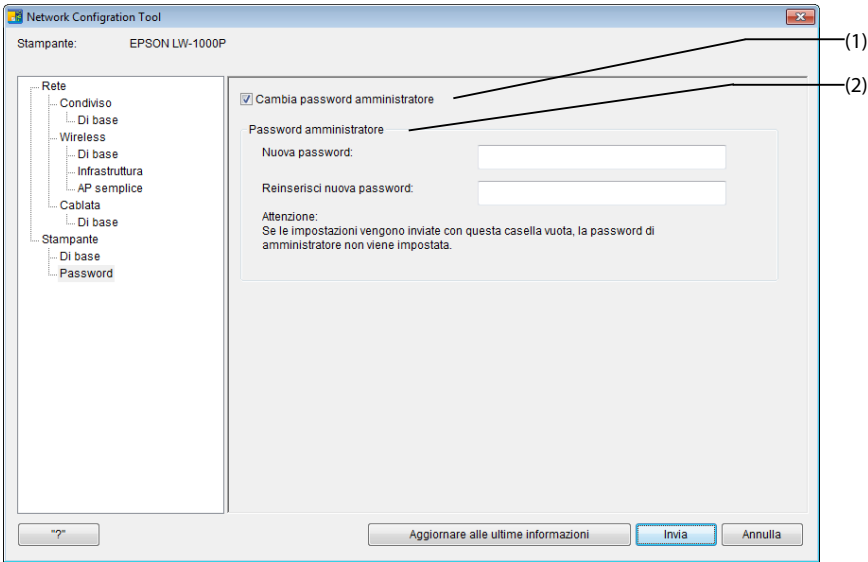 Network Configration Tool
Stampante: EPSON LW-1000P
(1)
(2)
Rete
Condiviso
Di base
Wireless
Di base
Infrastruttura
AP semplice
Cablata
Di base
Stampante
Di base
Password
Cambia password amministratore
Password amministratore
Nuova password:
Reinserisci nuova password:
Attenzione:
Se le impostazioni vengono inviate con questa casella vuota, la password di
amministratore non viene impostata.
"?"
Aggiornare alle ultime informazioni
Invia
Annulla